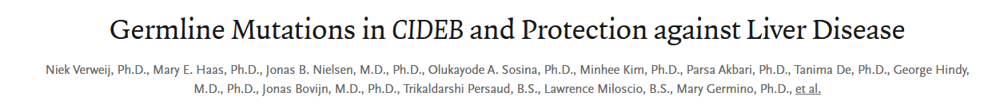 Germline Mutations in CIDEB and Protection against Liver Disease
Niek Verweij, Ph.D., Mary E. Haas, Ph.D., Jonas B. Nielsen, M.D., Ph.D., Olukayode A. Sosina, Ph.D., Minhee Kim, Ph.D., Parsa Akbari, Ph.D., Tanima De, Ph.D., George Hindy,
M.D., Ph.D., Jonas Bovijn, M.D., Ph.D., Trikaldarshi Persaud, B.S., Lawrence Miloscio, B.S., Mary Germino, Ph.D., et al.